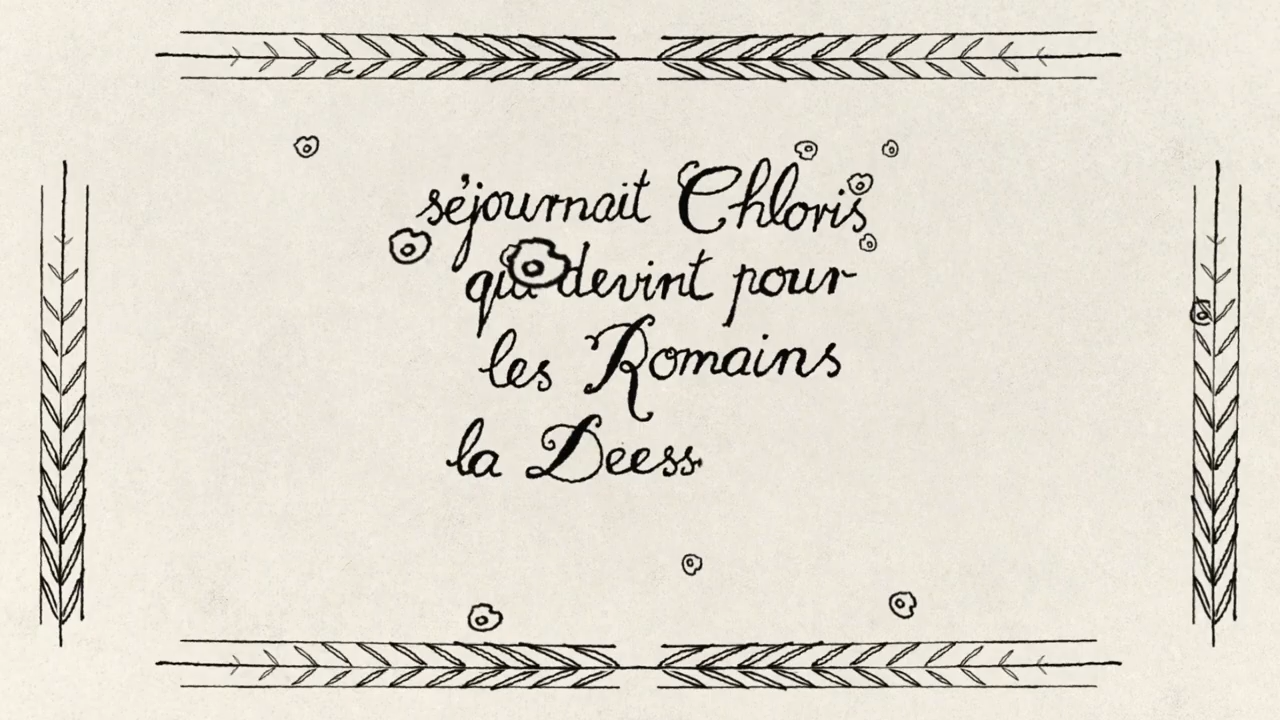 séjournait Chloris
qui devint pour
les Romains
la Deess